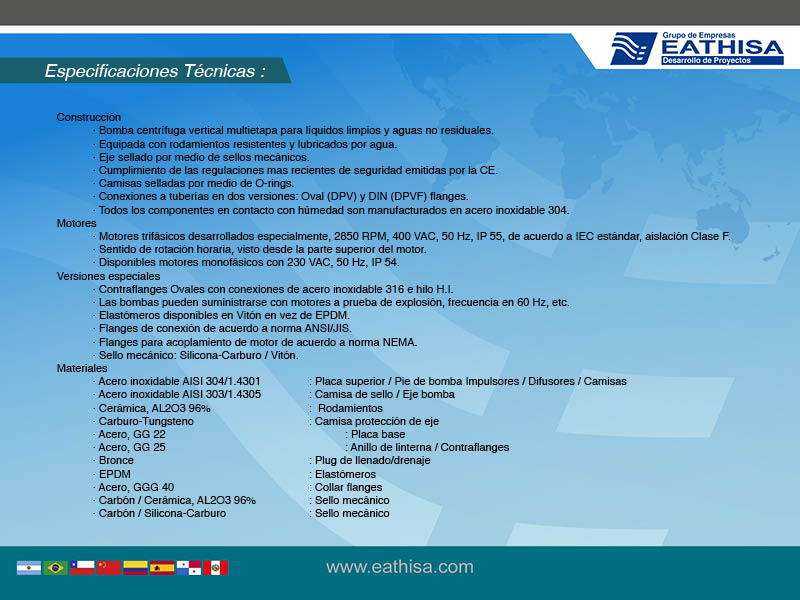 Grupo de Empresas
EATHISA
Desarrollo de Proyectos
Especificaciones Técnicas :
Construcción
· Bomba centrífuga vertical multietapa para líquidos limpios y aguas no residuales.
· Equipada con rodamientos resistentes y lubricados por agua.
· Eje sellado por medio de sellos mecánicos.
· Cumplimiento de las regulaciones mas recientes de seguridad emitidas por la CE.
· Camisas selladas por medio de O-rings.
· Conexiones a tuberías en dos versiones: Oval (DPV) y DIN (DPVF) flanges.
· Todos los componentes en contacto con húmedad son manufacturados en acero inoxidable 304.
Motores
· Motores trifásicos desarrollados especialmente, 2850 RPM, 400 VAC, 50 Hz, IP 55, de acuerdo a IEC estándar, aislación Clase F.
· Sentido de rotación horaria, visto desde la parte superior del motor.
· Disponibles motores monofásicos con 230 VAC, 50 Hz, IP 54.
Versiones especiales
· Contraflanges Ovales con conexiones de acero inoxidable 316 e hilo H.I.
· Las bombas pueden suministrarse con motores a prueba de explosión, frecuencia en 60 Hz, etc.
· Elastómeros disponibles en Vitón en vez de EPDM.
· Flanges de conexión de acuerdo a norma ANSI/JIS.
· Flanges para acoplamiento de motor de acuerdo a norma NEMA.
· Sello mecánico: Silicona-Carburo / Vitón.
Materiales
· Acero inoxidable AISI 304/1.4301 : Placa superior / Pie de bomba Impulsores / Difusores / Camisas
· Acero inoxidable AISI 303/1.4305 : Camisa de sello / Eje bomba
· Cerámica, AL2O3 96% : Rodamientos
· Carburo-Tungsteno : Camisa protección de eje
· Acero, GG 22 : Placa base
· Acero, GG 25 : Anillo de linterna / Contraflanges
· Bronce : Plug de llenado/drenaje
· EPDM : Elastómeros
· Acero, GGG 40 : Collar flanges
· Carbón / Cerámica, AL2O3 96% : Sello mecánico
· Carbón / Silicona-Carburo : Sello mecánico
www.eathisa.com